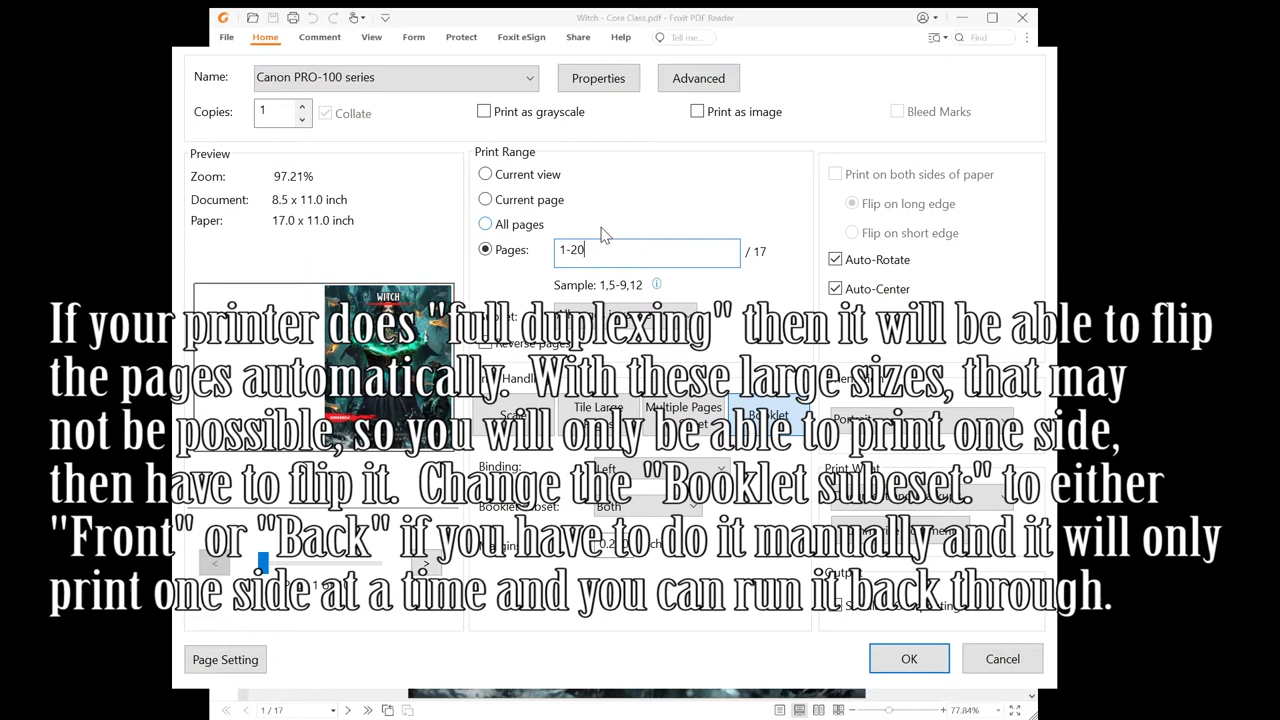 Witch - Core Class.pdf - Foxit PDF Reader
File Home Comment View Form Protect Foxit eSign Share Help Tell me... Find
Name: Canon PRO-100 series Properties Advanced
Copies: 1 Collate Print as grayscale Print as image Bleed Marks
Preview
Zoom: 97.21%
Document: 8.5 x 11.0 inch
Paper: 17.0 x 11.0 inch
WITCH
Print Range
Current view
Current page
All pages
Pages: 1-20 / 17
Sample: 1,5-9,12
Reverse pages
Print on both sides of paper
Flip on long edge
Flip on short edge
Auto-Rotate
Auto-Center
If your printer does "full duplexing" then it will be able to flip
the pages automatically. With these large sizes, that may
not be possible, so you will only be able to print one side,
then have to flip it. Change the "Booklet subeset:" to either
"Front" or "Back" if you have to do it manually and it will only
print one side at a time and you can run it back through.
Tile Large
Multiple Pages
Booklet
Portrait
Binding: Left
Both
Print What
Page Setting OK Cancel
1 / 17 77.84%